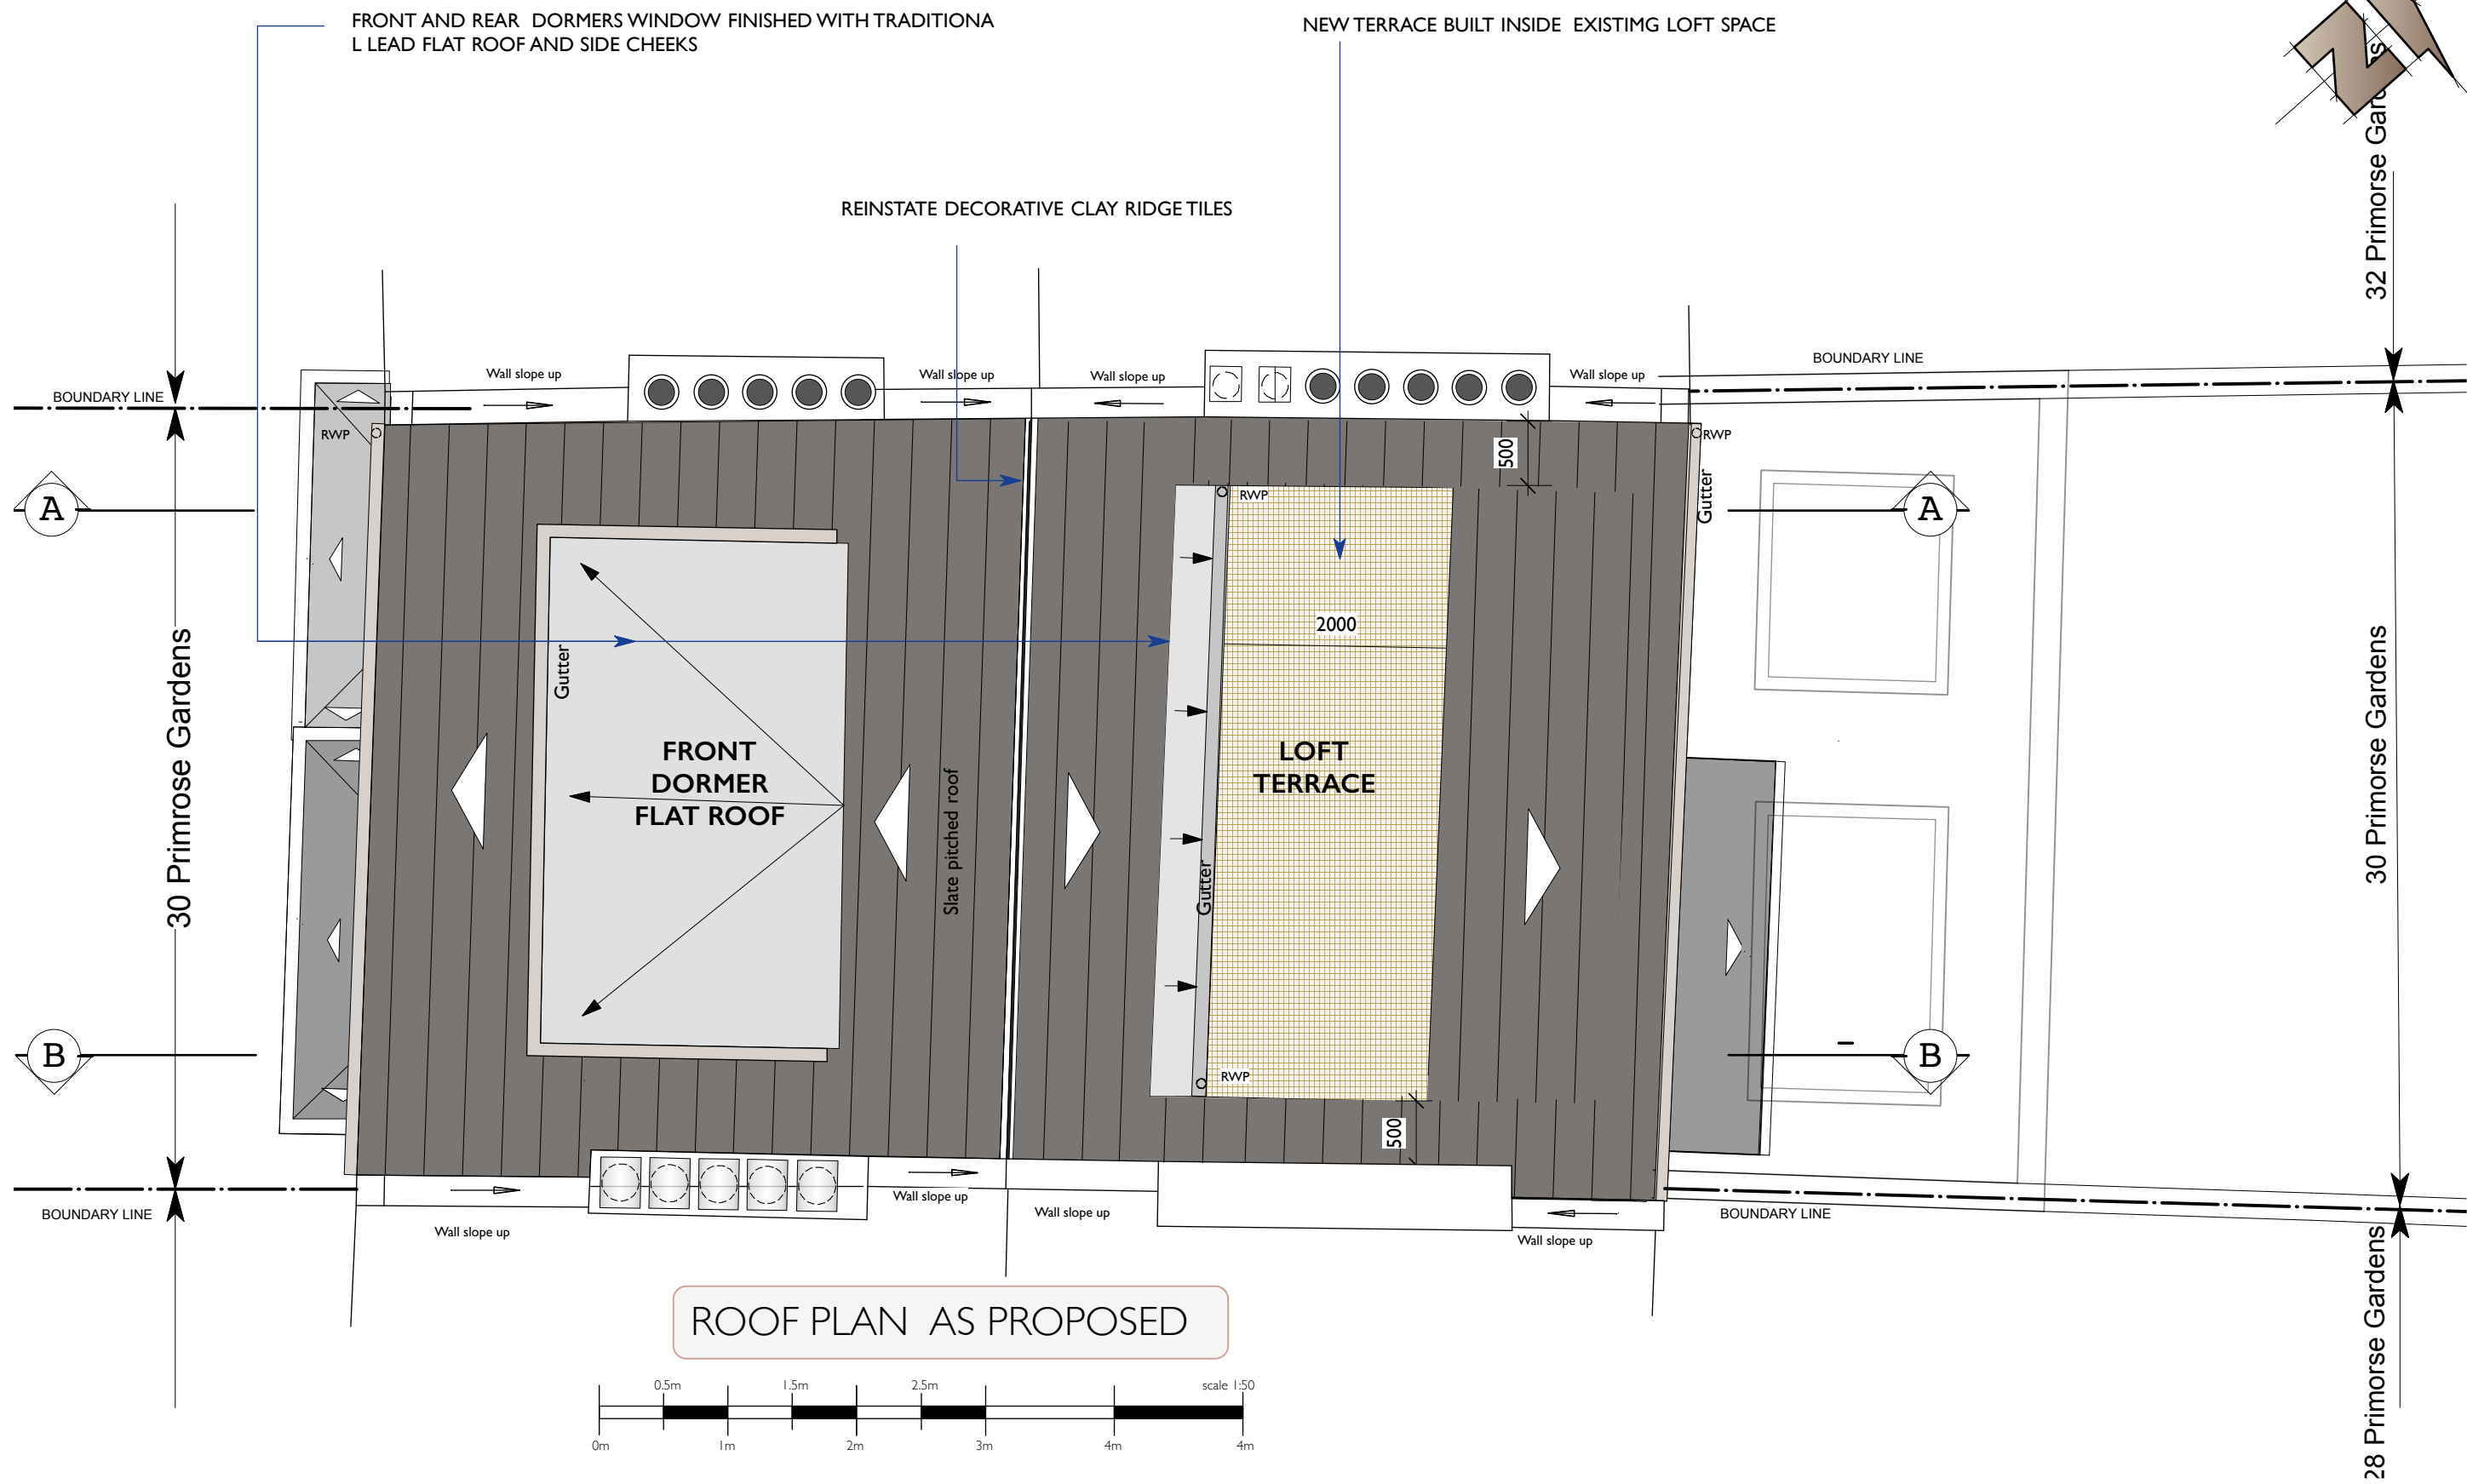 FRONT AND REAR DORMERS WINDOW FINISHED WITH TRADITIONA
L LEAD FLAT ROOF AND SIDE CHEEKS
NEW TERRACE BUILT INSIDE EXISTIMG LOFT SPACE
N
32 Primorse Gardens
REINSTATE DECORATIVE CLAY RIDGE TILES
BOUNDARY LINE
Wall slope up
Wall slope up
Wall slope up
Wall slope up
BOUNDARY LINE
RWP
RWP
500
Gutter
RWP
A
A
2000
Gutter
30 Primrose Gardens
30 Primorse Gardens
FRONT
DORMER
FLAT ROOF
Slate pitched roof
LOFT
TERRACE
Gutter
B
B
RWP
500
BOUNDARY LINE
Wall slope up
Wall slope up
Wall slope up
Wall slope up
BOUNDARY LINE
28 Primorse Gardens
ROOF PLAN AS PROPOSED
0.5m 1.5m 2.5m scale 1:50
0m 1m 2m 3m 4m 4m